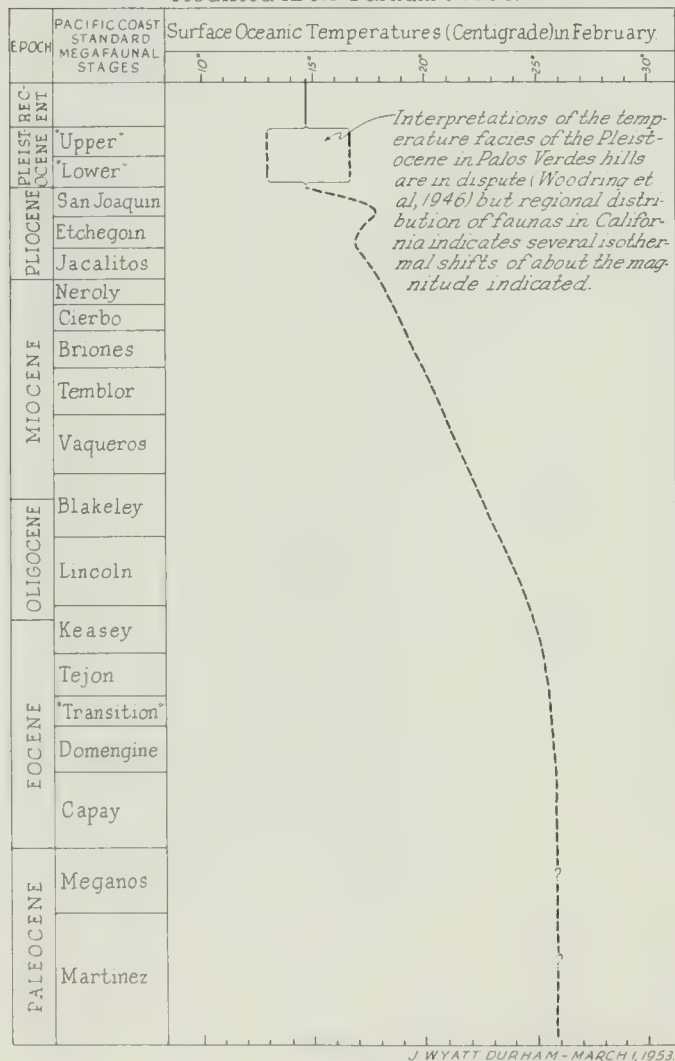 EPOCH
PACIFIC COAST
STANDARD
MEGAFAUNAL
STAGES
Surface Oceanic Temperatures (Centigrade) in February.
10°
15°
20°
25°
30°
REC-
ENT
PLEIST-
OCENE
PLIOCENE
MIOCENE
OLIGOCENE
EOCENE
PALEOCENE
"Upper"
"Lower"
San Joaquin
Etchegoin
Jacalitos
Neroly
Cierbo
Briones
Temblor
Vaqueros
Blakeley
Lincoln
Keasey
Tejon
"Transition"
Domengine
Capay
Meganos
Martinez
Interpretations of the temp-
erature facies of the Pleist-
ocene in Palos Verdes hills
are in dispute (Woodring et
al, 1946) but regional distri-
bution of faunas in Califor-
nia indicates several isother-
mal shifts of about the mag-
nitude indicated.
?
?
J. WYATT DURHAM - MARCH 1, 1953.